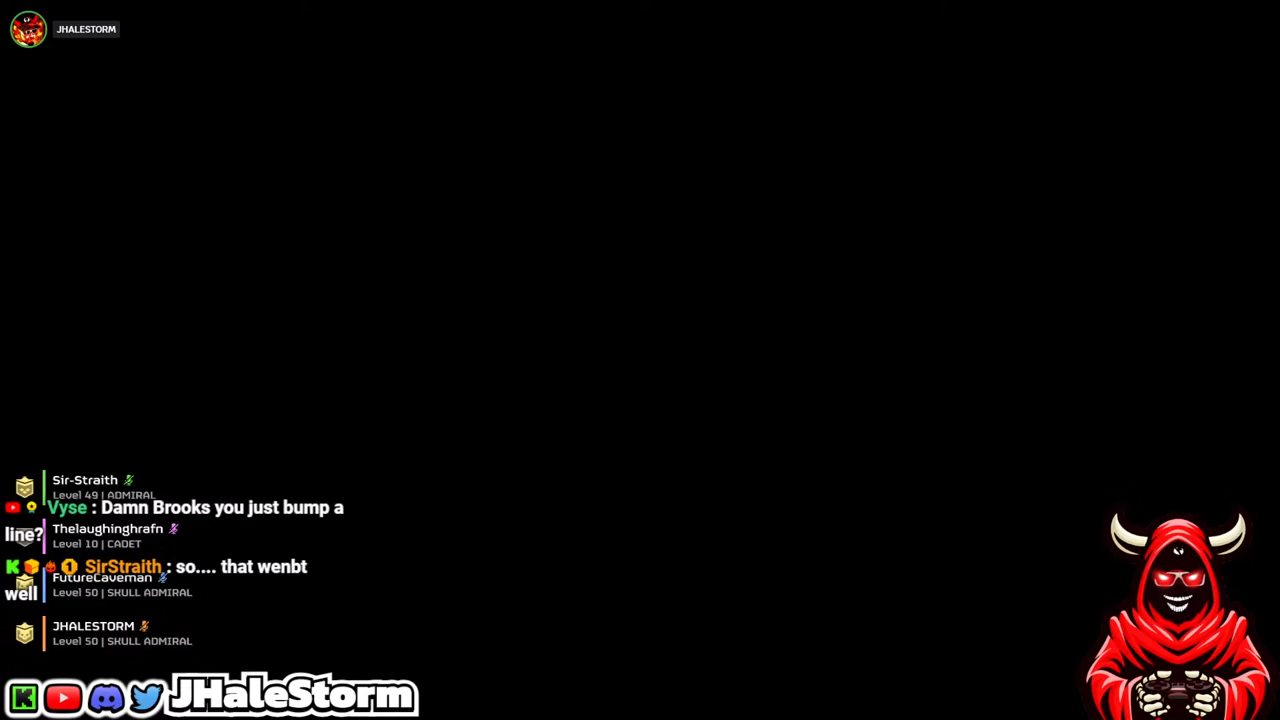 JHALESTORM
Sir-Straith
Level 49 | ADMIRAL
Vyse : Damn Brooks you just bump a
line?
Thelaughinghrafn
Level 10 | CADET
K 1 SirStraith : so.... that wenbt
well
FutureCaveman
Level 50 | SKULL ADMIRAL
JHALESTORM
Level 50 | SKULL ADMIRAL
K JHaleStorm